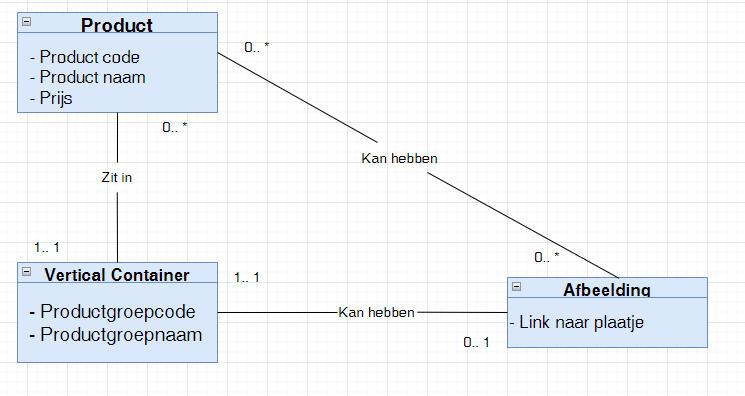 Product
- Product code
- Product naam
- Prijs
0.. *
0.. *
Kan hebben
Zit in
1.. 1
0.. *
Vertical Container
- Productgroepcode
- Productgroepnaam
1.. 1
Kan hebben
0.. 1
Afbeelding
- Link naar plaatje